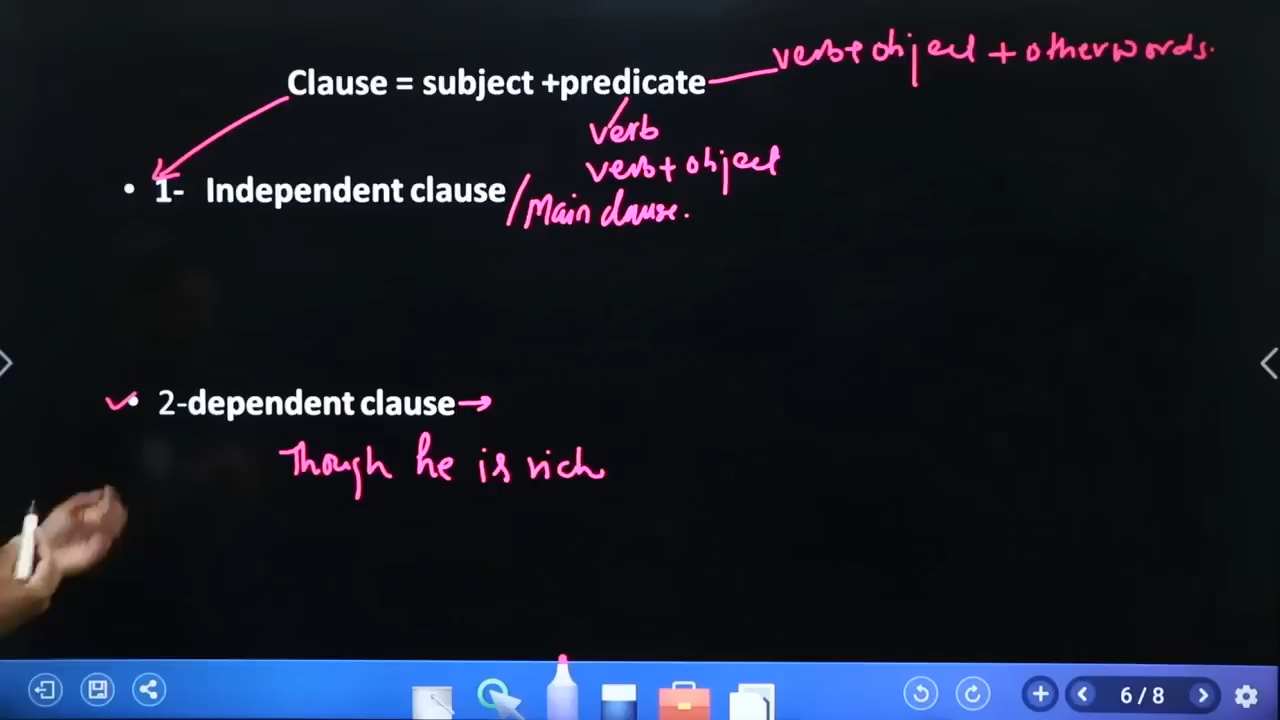 verb + object + otherwords.
Clause = subject +predicate
verb
verb + object
• 1- Independent clause / Main clause.
• 2-dependent clause →
Though he is rich
6 / 8